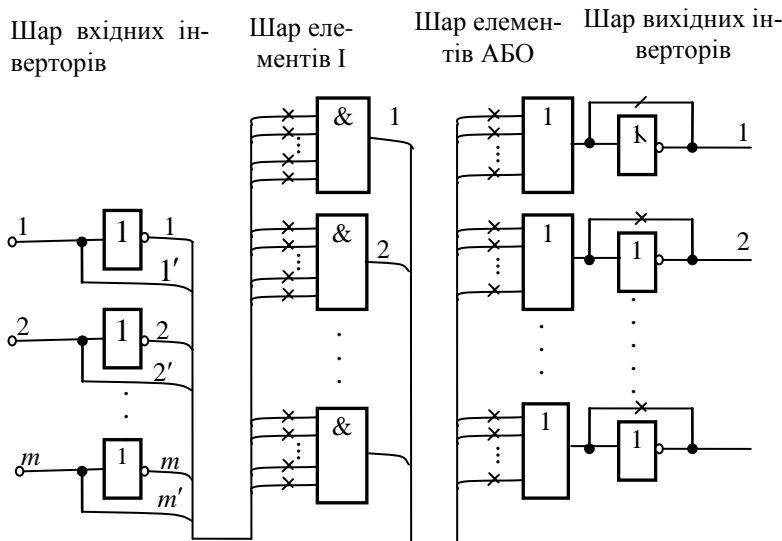 Шар вхідних ін-
верторів
Шар еле-
ментів І
Шар елемен-
тів АБО
Шар вихідних ін-
верторів
& 1
1 1 1
1 1 1
1′
& 2
1 1 2
2 1 2
2′
m 1 m
m′
&
1 1